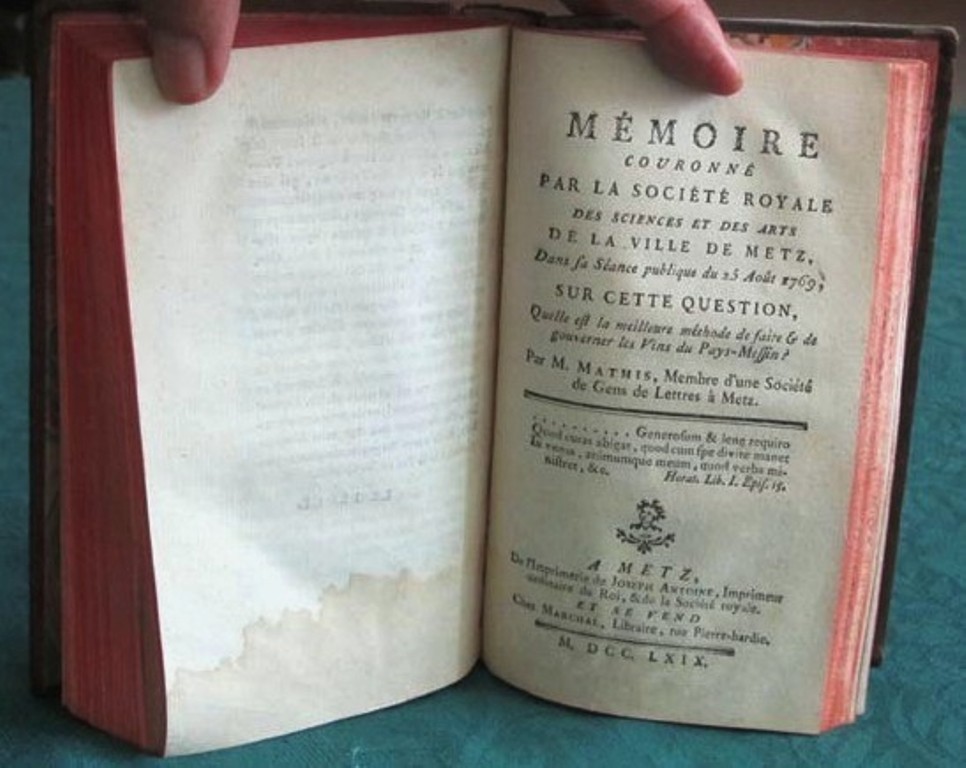 MÉMOIRE
COURONNÉ
PAR LA SOCIÉTÉ ROYALE
DES SCIENCES ET DES ARTS
DE LA VILLE DE METZ,
Dans ſa Séance publique du 25 Août 1769,
SUR CETTE QUESTION,
Quelle eſt la meilleure méthode de faire & de
gouverner les Vins du Pays-Meſſin?
Par M. MATHIS, Membre d'une Société
de Gens de Lettres à Metz.
.......... Generoſum & lene requiro
Quod curas abigat, quod cum ſpe divite manet
In venas, animumque meum, quod verba mi-
niſtret, &c. Horat. Lib. I. Epiſ. 15.
A METZ,
De l'Imprimerie de JOSEPH ANTOINE, Imprimeur
ordinaire du Roi, & de la Société royale.
ET SE VEND
Chez MARCHAL, Libraire, rue Pierre-hardie.
M. DCC. LXIX.